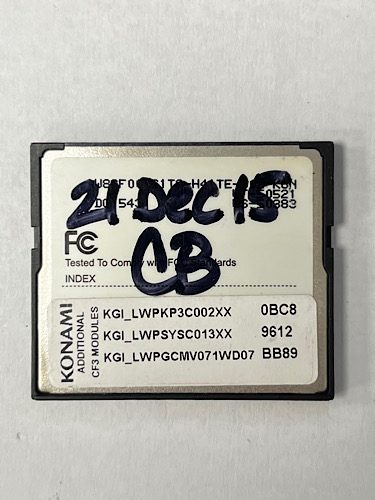 21 DEC 15
CB
FC
Tested To Comply with FCC Standards
INDEX
KONAMI
ADDITIONAL
CF3 MODULES
KGI_LWPKP3C002XX 0BC8
KGI_LWPSYSC013XX 9612
KGI_LWPGCMV071WD07 BB89